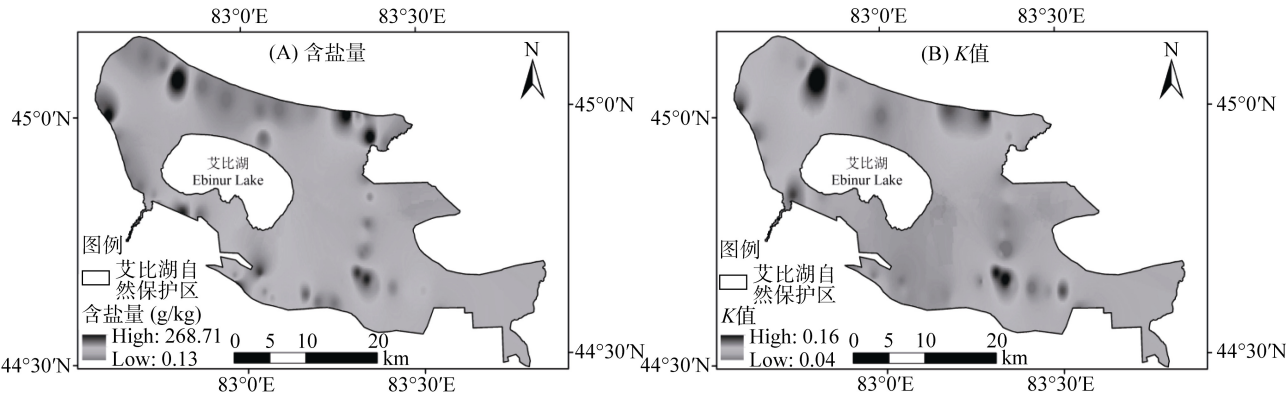 83°0′E 83°30′E
(A) 含盐量
N
45°0′N
45°0′N
艾比湖
Ebinur Lake
图例
艾比湖自
然保护区
含盐量 (g/kg)
High: 268.71
Low: 0.13
0 5 10 20
km
44°30′N
44°30′N
83°0′E 83°30′E
83°0′E 83°30′E
(B) K值
N
45°0′N
45°0′N
艾比湖
Ebinur Lake
图例
艾比湖自
然保护区
K值
High: 0.16
Low: 0.04
0 5 10 20
km
44°30′N
44°30′N
83°0′E 83°30′E